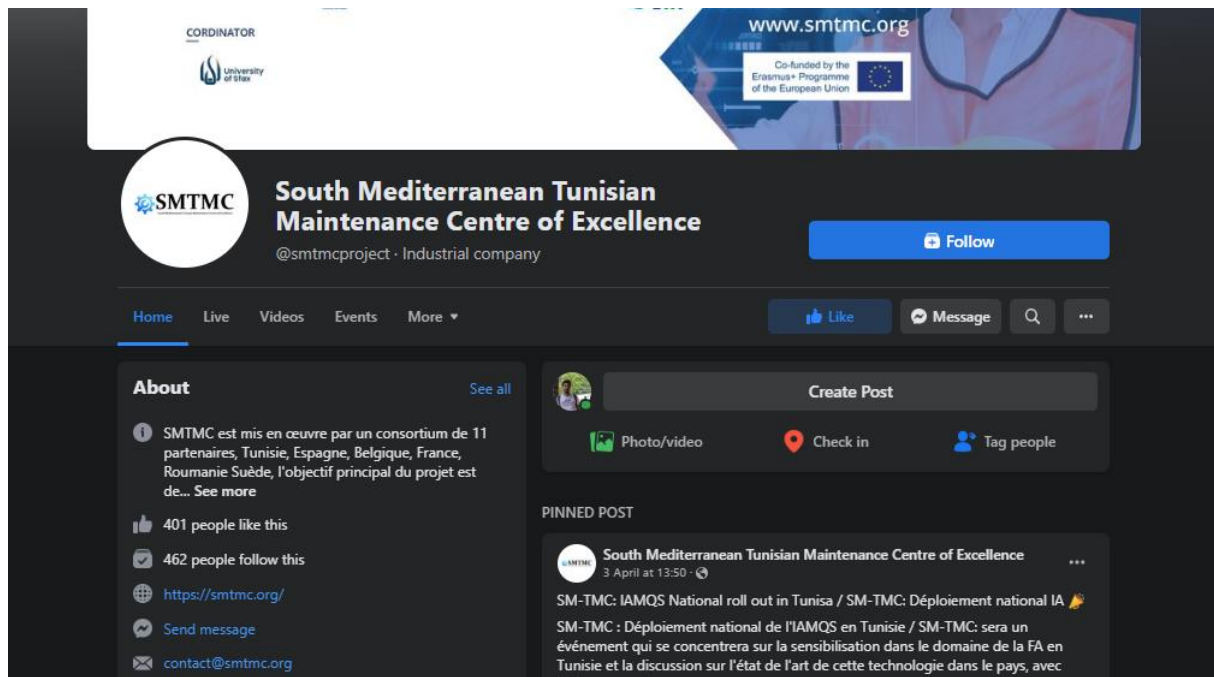 CORDINATOR
University
of Sfax
www.smtmc.org
Co-funded by the
Erasmus+ Programme
of the European Union
SMTMC
South Mediterranean Tunisian
Maintenance Centre of Excellence
@smtmcproject · Industrial company
Follow
Home Live Videos Events More
Like Message
About See all
SMTMC est mis en œuvre par un consortium de 11
partenaires, Tunisie, Espagne, Belgique, France,
Roumanie Suède, l'objectif principal du projet est
de... See more
401 people like this
462 people follow this
https://smtmc.org/
Send message
contact@smtmc.org
Create Post
Photo/video Check in Tag people
PINNED POST
SMTMC
South Mediterranean Tunisian Maintenance Centre of Excellence
3 April at 13:50 ·
SM-TMC: IAMQS National roll out in Tunisa / SM-TMC: Déploiement national IA
SM-TMC : Déploiement national de l'IAMQS en Tunisie / SM-TMC: sera un
événement qui se concentrera sur la sensibilisation dans le domaine de la FA en
Tunisie et la discussion sur l'état de l'art de cette technologie dans le pays, avec